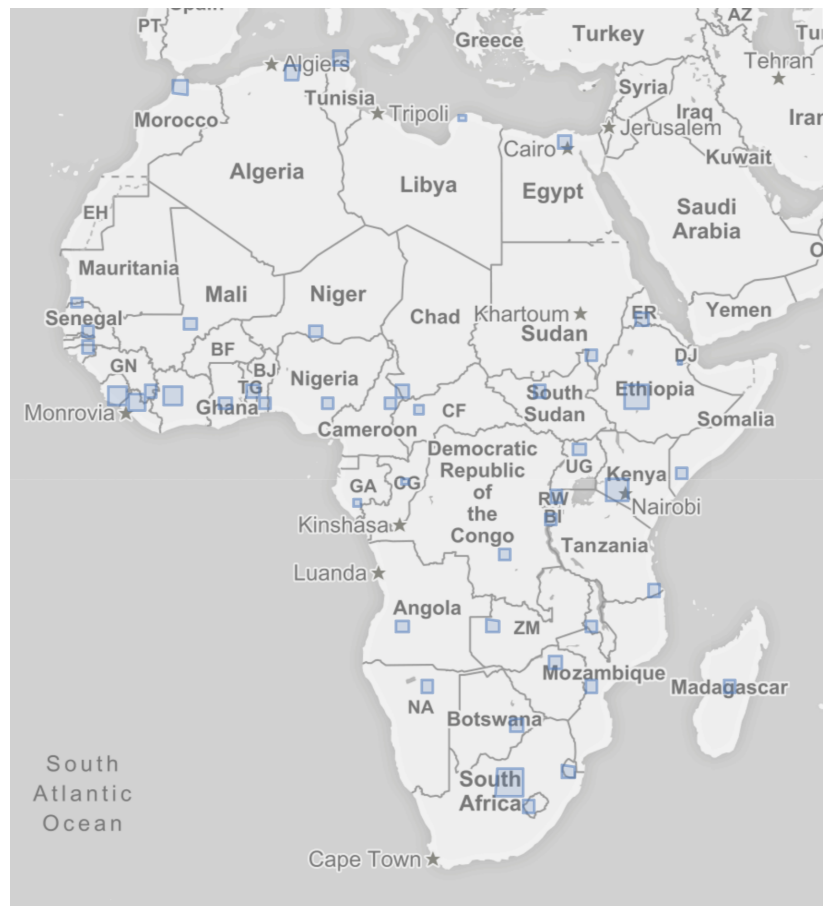 Spain
PT
AZ
Greece
Turkey
Tehran
Syria
Algiers
Tunisia
Iraq
Tripoli
Morocco
Jerusalem
Cairo
Kuwait
Algeria
Libya
Egypt
Saudi
Arabia
EH
Mauritania
Mali
Niger
Chad
Khartoum
Sudan
ER
Yemen
Senegal
BF
GN
BJ
TG
Nigeria
DJ
Ethiopia
South
Sudan
Monrovia
Ghana
CF
Somalia
Cameroon
Democratic
Republic
of
the
Congo
UG
Kenya
GA
CG
RW
Nairobi
BI
Kinshasa
Tanzania
Luanda
Angola
ZM
Mozambique
Madagascar
NA
Botswana
South
Atlantic
Ocean
South
Africa
Cape Town